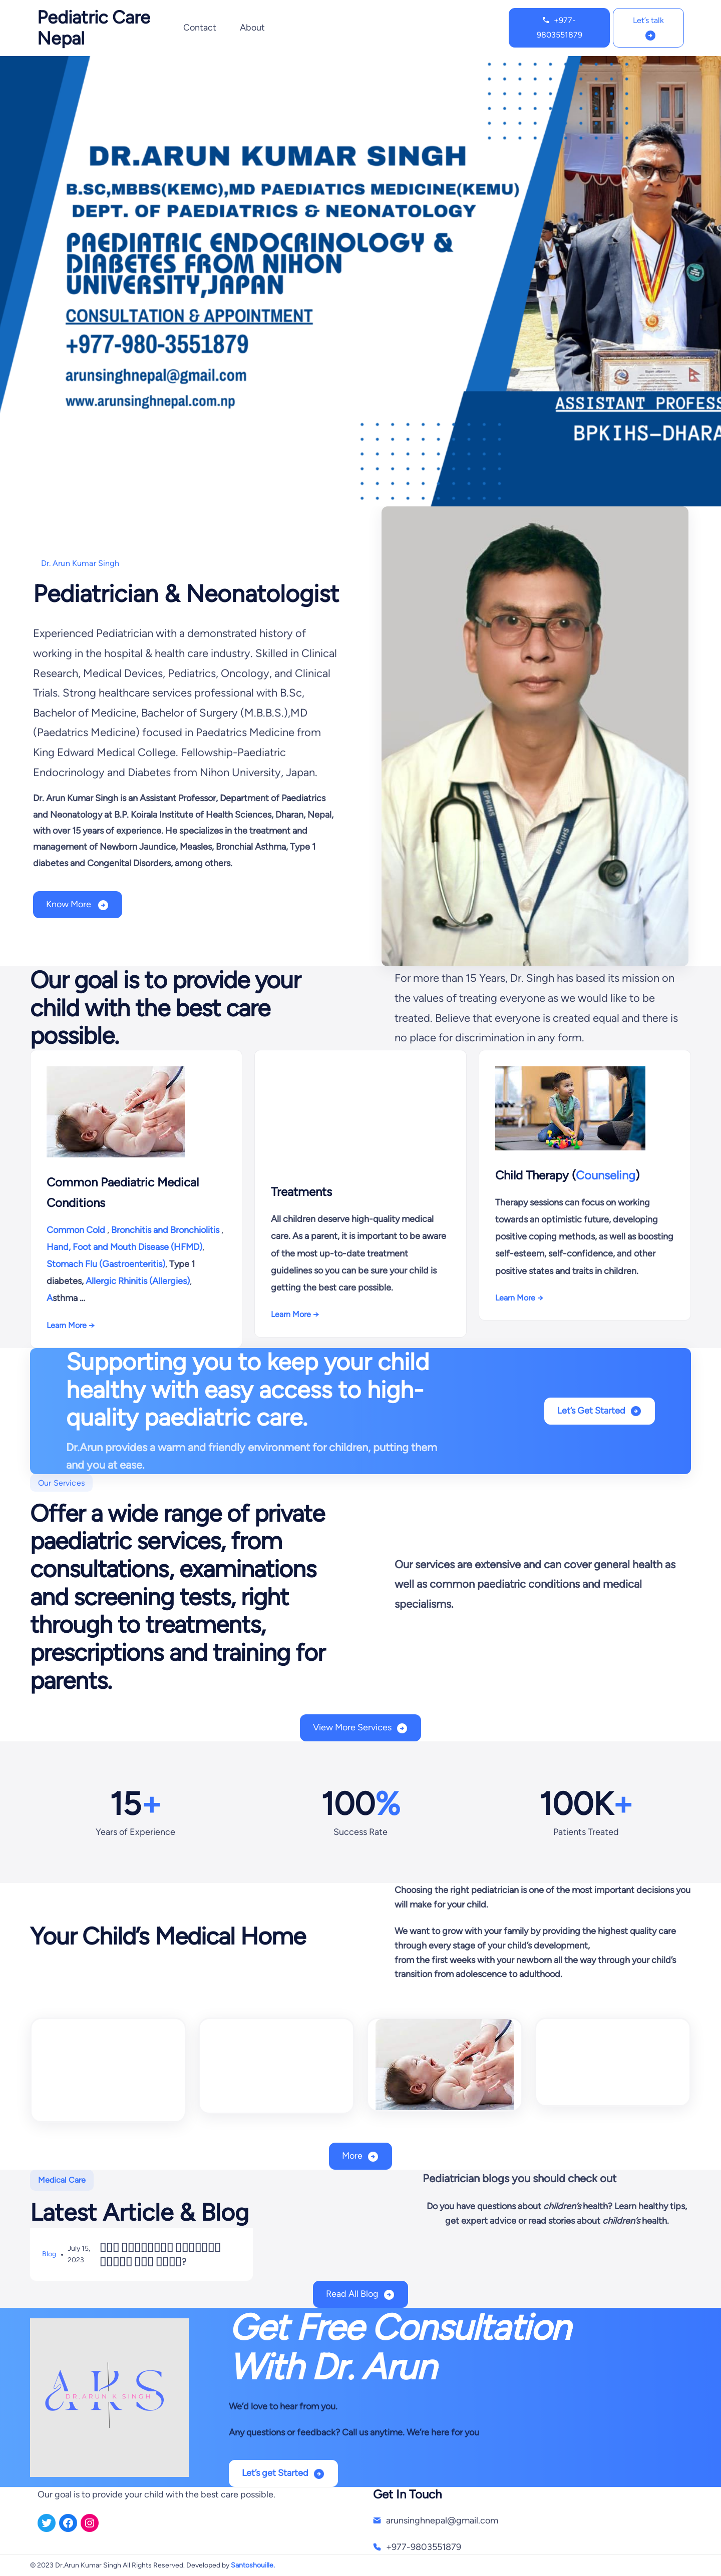 Pediatric Care
Nepal
Contact
About
+977-
9803551879
Let's talk
DR.ARUN KUMAR SINGH
B.SC,MBBS(KEMC),MD PAEDIATICS MEDICINE(KEMU)
DEPT. OF PAEDIATRICS & NEONATOLOGY
PAEDIATRIC ENDOCRINOLOGY &
DIABETES FROM NIHON
UNIVERSITY,JAPAN
CONSULTATION & APPOINTMENT
+977-980-3551879
arunsinghnepal@gmail.com
www.arunsinghnepal.com.np
ASSISTANT PROFES
BPKIHS-DHARA
Dr. Arun Kumar Singh
Pediatrician & Neonatologist
Experienced Pediatrician with a demonstrated history of
working in the hospital & health care industry. Skilled in Clinical
Research, Medical Devices, Pediatrics, Oncology, and Clinical
Trials. Strong healthcare services professional with B.Sc,
Bachelor of Medicine, Bachelor of Surgery (M.B.B.S.),MD
(Paedatrics Medicine) focused in Paedatrics Medicine from
King Edward Medical College. Fellowship-Paediatric
Endocrinology and Diabetes from Nihon University, Japan.
Dr. Arun Kumar Singh is an Assistant Professor, Department of Paediatrics
and Neonatology at B.P. Koirala Institute of Health Sciences, Dharan, Nepal,
with over 15 years of experience. He specializes in the treatment and
management of Newborn Jaundice, Measles, Bronchial Asthma, Type 1
diabetes and Congenital Disorders, among others.
Know More
BPKIHS
BPKIHS
Our goal is to provide your
child with the best care
possible.
For more than 15 Years, Dr. Singh has based its mission on
the values of treating everyone as we would like to be
treated. Believe that everyone is created equal and there is
no place for discrimination in any form.
Common Paediatric Medical
Conditions
Common Cold , Bronchitis and Bronchiolitis ,
Hand, Foot and Mouth Disease (HFMD),
Stomach Flu (Gastroenteritis), Type 1
diabetes, Allergic Rhinitis (Allergies),
Asthma ...
Learn More →
Treatments
All children deserve high-quality medical
care. As a parent, it is important to be aware
of the most up-to-date treatment
guidelines so you can be sure your child is
getting the best care possible.
Learn More →
Child Therapy (Counseling)
Therapy sessions can focus on working
towards an optimistic future, developing
positive coping methods, as well as boosting
self-esteem, self-confidence, and other
positive states and traits in children.
Learn More →
Supporting you to keep your child
healthy with easy access to high-
quality paediatric care.
Dr.Arun provides a warm and friendly environment for children, putting them
and you at ease.
Let's Get Started
Our Services
Offer a wide range of private
paediatric services, from
consultations, examinations
and screening tests, right
through to treatments,
prescriptions and training for
parents.
Our services are extensive and can cover general health as
well as common paediatric conditions and medical
specialisms.
View More Services
15+
Years of Experience
100%
Success Rate
100K+
Patients Treated
Your Child's Medical Home
Choosing the right pediatrician is one of the most important decisions you
will make for your child.
We want to grow with your family by providing the highest quality care
through every stage of your child's development,
from the first weeks with your newborn all the way through your child's
transition from adolescence to adulthood.
More
Medical Care
Latest Article & Blog
Pediatrician blogs you should check out
Do you have questions about children's health? Learn healthy tips,
get expert advice or read stories about children's health.
Blog • July 15,
2023
Read All Blog
AKS
DR.ARUN K SINGH
Get Free Consultation
With Dr. Arun
We'd love to hear from you.
Any questions or feedback? Call us anytime. We're here for you
Let's get Started
Our goal is to provide your child with the best care possible.
Get In Touch
arunsinghnepal@gmail.com
+977-9803551879
© 2023 Dr.Arun Kumar Singh All Rights Reserved. Developed by Santoshouille.